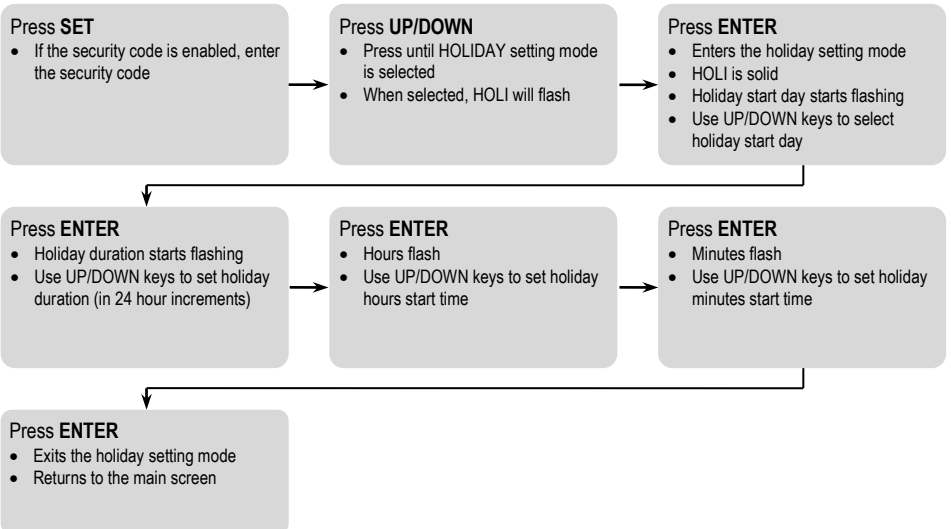 Press SET
• If the security code is enabled, enter
the security code
Press UP/DOWN
• Press until HOLIDAY setting mode
is selected
• When selected, HOLI will flash
Press ENTER
• Enters the holiday setting mode
• HOLI is solid
• Holiday start day starts flashing
• Use UP/DOWN keys to select
holiday start day
Press ENTER
• Holiday duration starts flashing
• Use UP/DOWN keys to set holiday
duration (in 24 hour increments)
Press ENTER
• Hours flash
• Use UP/DOWN keys to set holiday
hours start time
Press ENTER
• Minutes flash
• Use UP/DOWN keys to set holiday
minutes start time
Press ENTER
• Exits the holiday setting mode
• Returns to the main screen